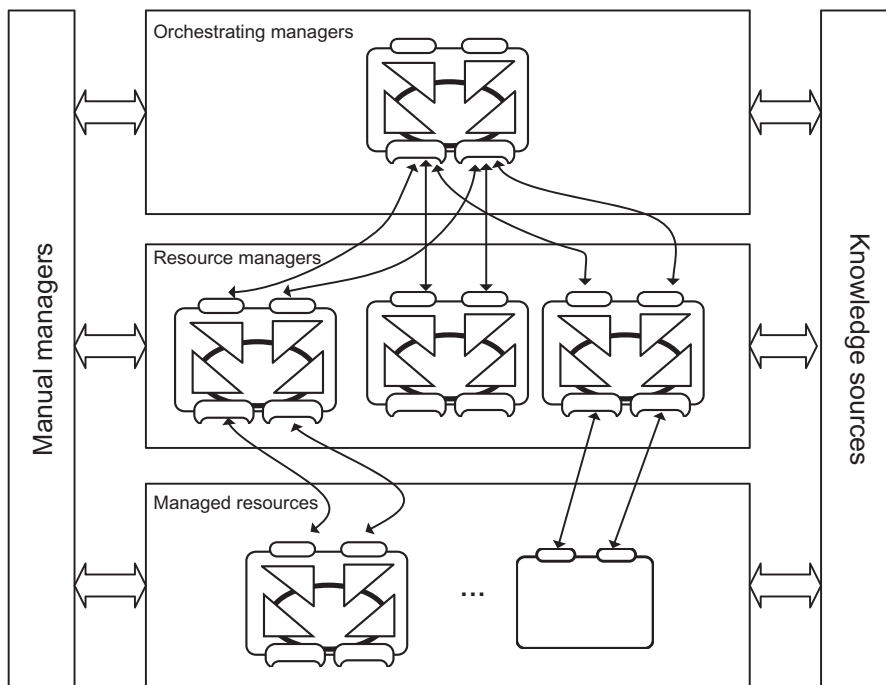 Orchestrating managers
Manual managers
Resource managers
Knowledge sources
Managed resources
...